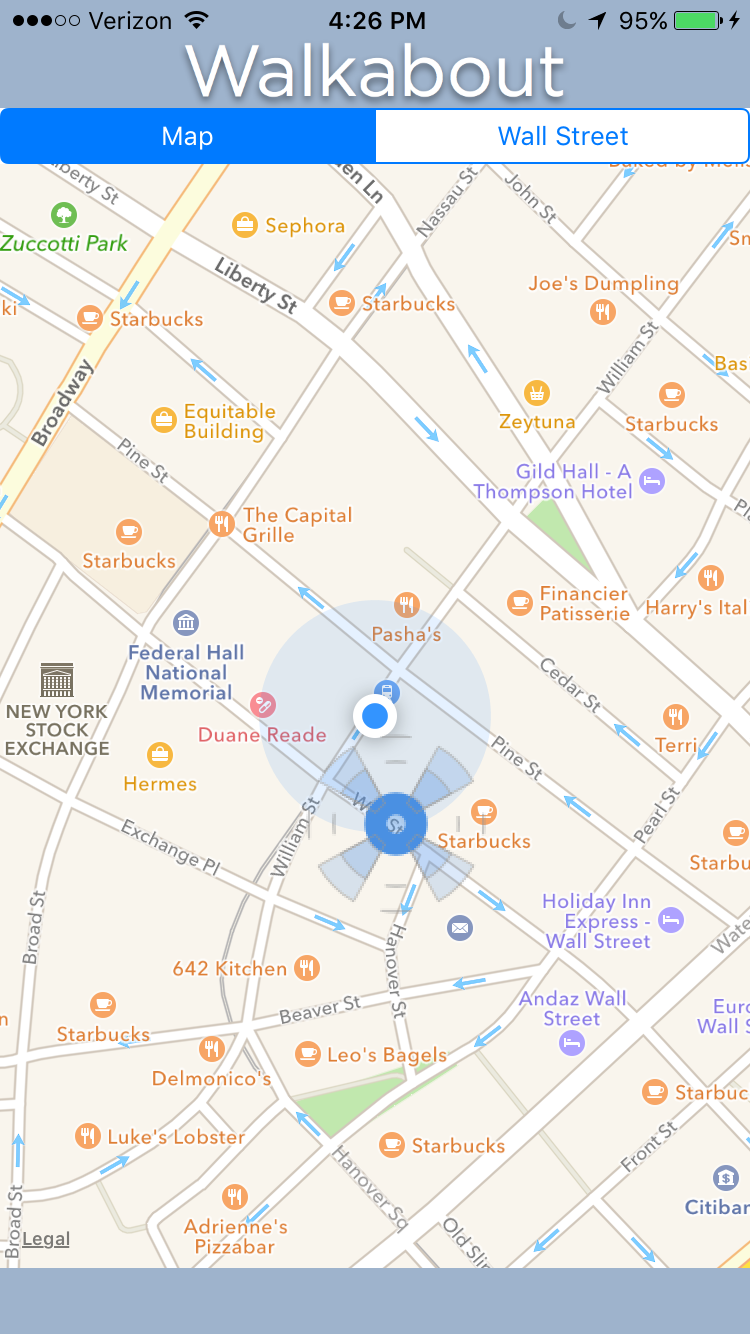 Verizon 4:26 PM 95%
Walkabout
Map
Wall Street
Liberty St
Nassau St
John St
Zuccotti Park
Sephora
Liberty St
Joe's Dumpling
Starbucks
Starbucks
William St
Bas
Broadway
Equitable
Building
Zeytuna
Starbucks
Pine St
Gild Hall - A
Thompson Hotel
The Capital
Grille
Starbucks
Financier
Patisserie
Harry's Ital
Pasha's
Federal Hall
National
Memorial
Cedar St
NEW YORK
STOCK
EXCHANGE
Duane Reade
Terri
Pine St
Hermes
William St
Pearl St
Starbucks
Starbu
Exchange Pl
Broad St
Holiday Inn
Express -
Wall Street
Wate
Hanover St
642 Kitchen
Beaver St
Andaz Wall
Street
Euro
Wall S
Starbucks
Leo's Bagels
Delmonico's
Starbuc
Luke's Lobster
Starbucks
Front St
Hanover Sq
Citibar
Broad St
Legal
Adrienne's
Pizzabar
Old Slip